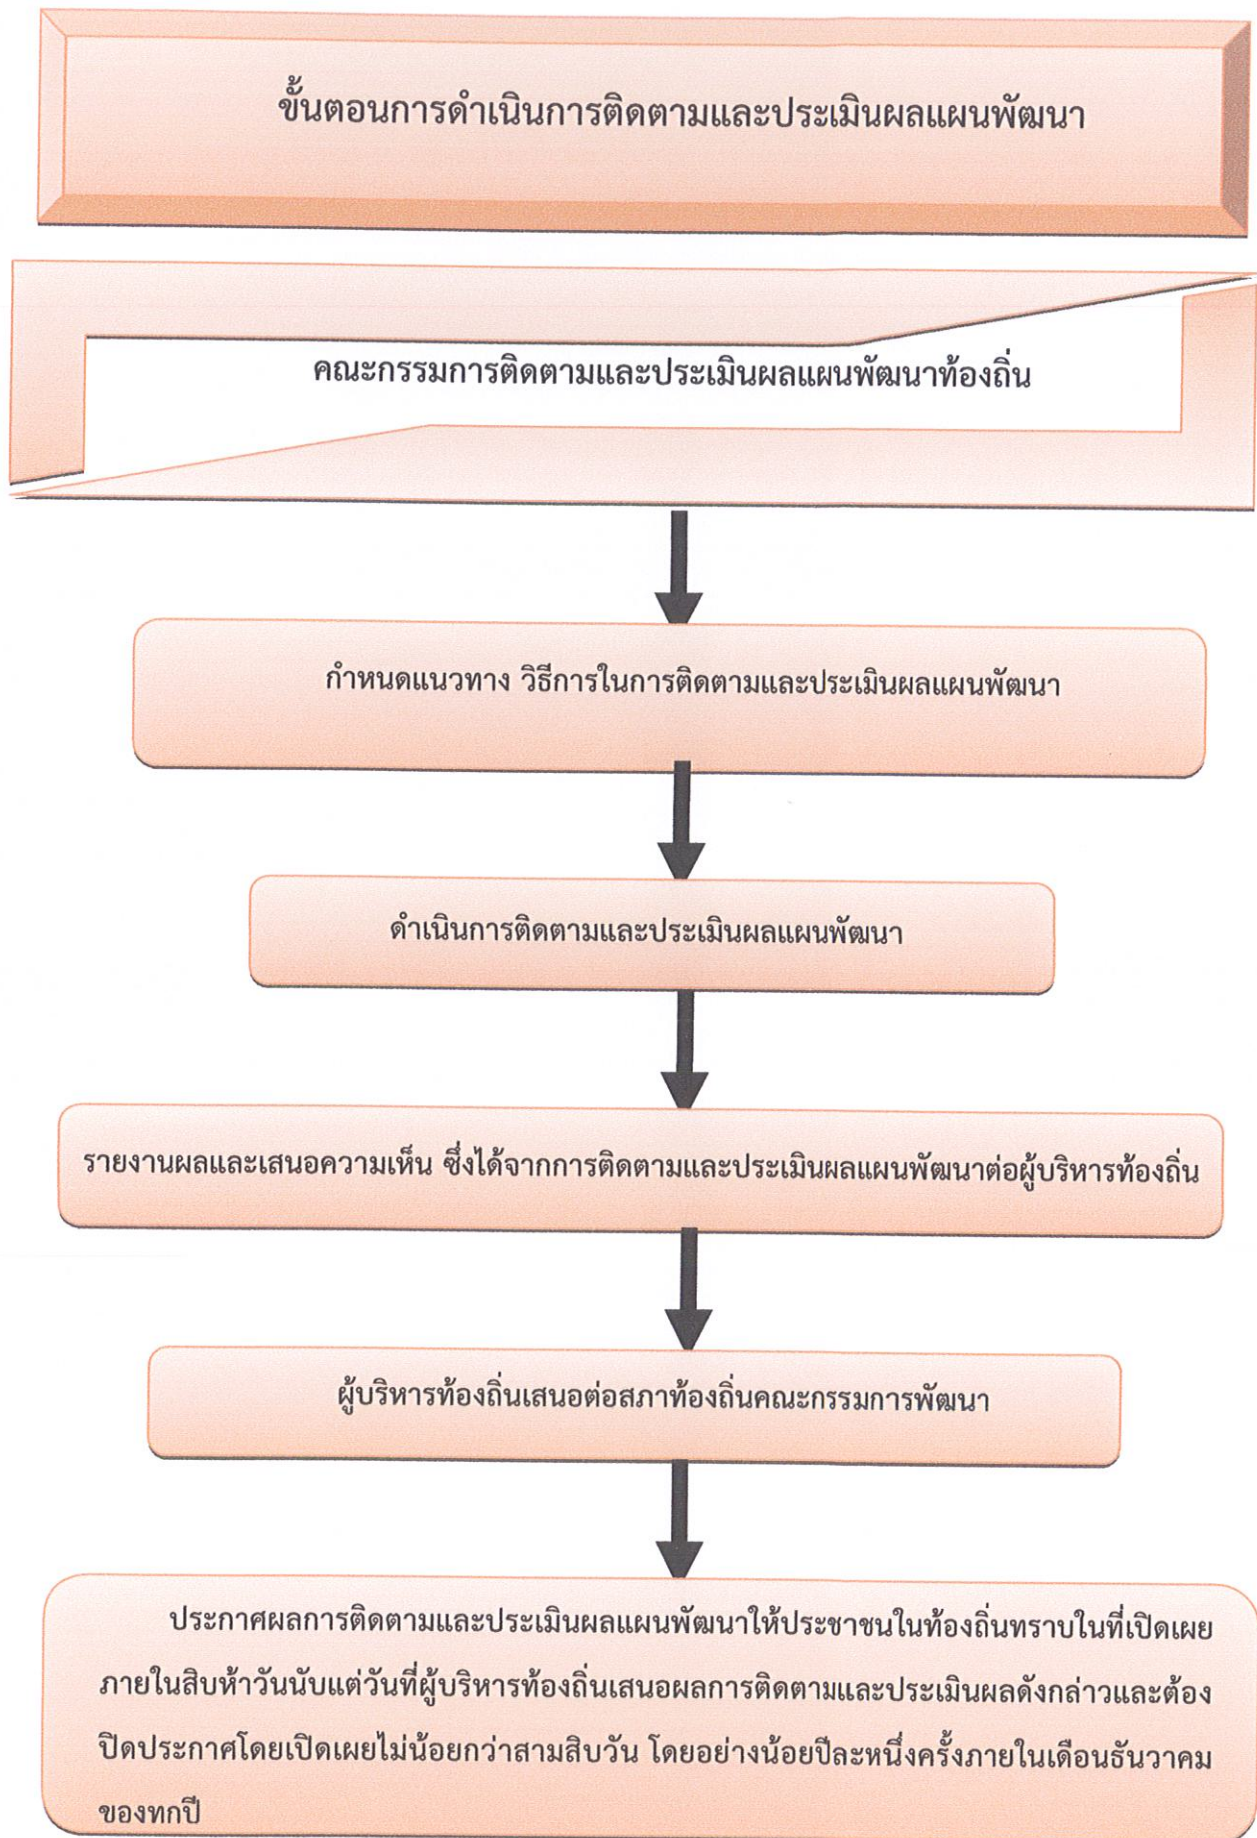 ขั้นตอนการดำเนินการติดตามและประเมินผลแผนพัฒนา
คณะกรรมการติดตามและประเมินผลแผนพัฒนาท้องถิ่น
กำหนดแนวทาง วิธีการในการติดตามและประเมินผลแผนพัฒนา
ดำเนินการติดตามและประเมินผลแผนพัฒนา
รายงานผลและเสนอความเห็น ซึ่งได้จากการติดตามและประเมินผลแผนพัฒนาต่อผู้บริหารท้องถิ่น
ผู้บริหารท้องถิ่นเสนอต่อสภาท้องถิ่นคณะกรรมการพัฒนา
ประกาศผลการติดตามและประเมินผลแผนพัฒนาให้ประชาชนในท้องถิ่นทราบในที่เปิดเผย
ภายในสิบห้าวันนับแต่วันที่ผู้บริหารท้องถิ่นเสนอผลการติดตามและประเมินผลดังกล่าวและต้อง
ปิดประกาศโดยเปิดเผยไม่น้อยกว่าสามสิบวัน โดยอย่างน้อยปีละหนึ่งครั้งภายในเดือนธันวาคม
ของทุกปี